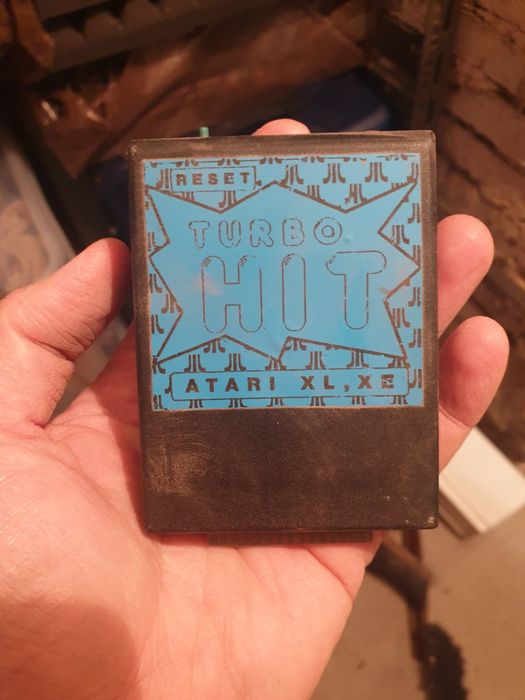 RESET
TURBO
HIT
ATARI XL,XE